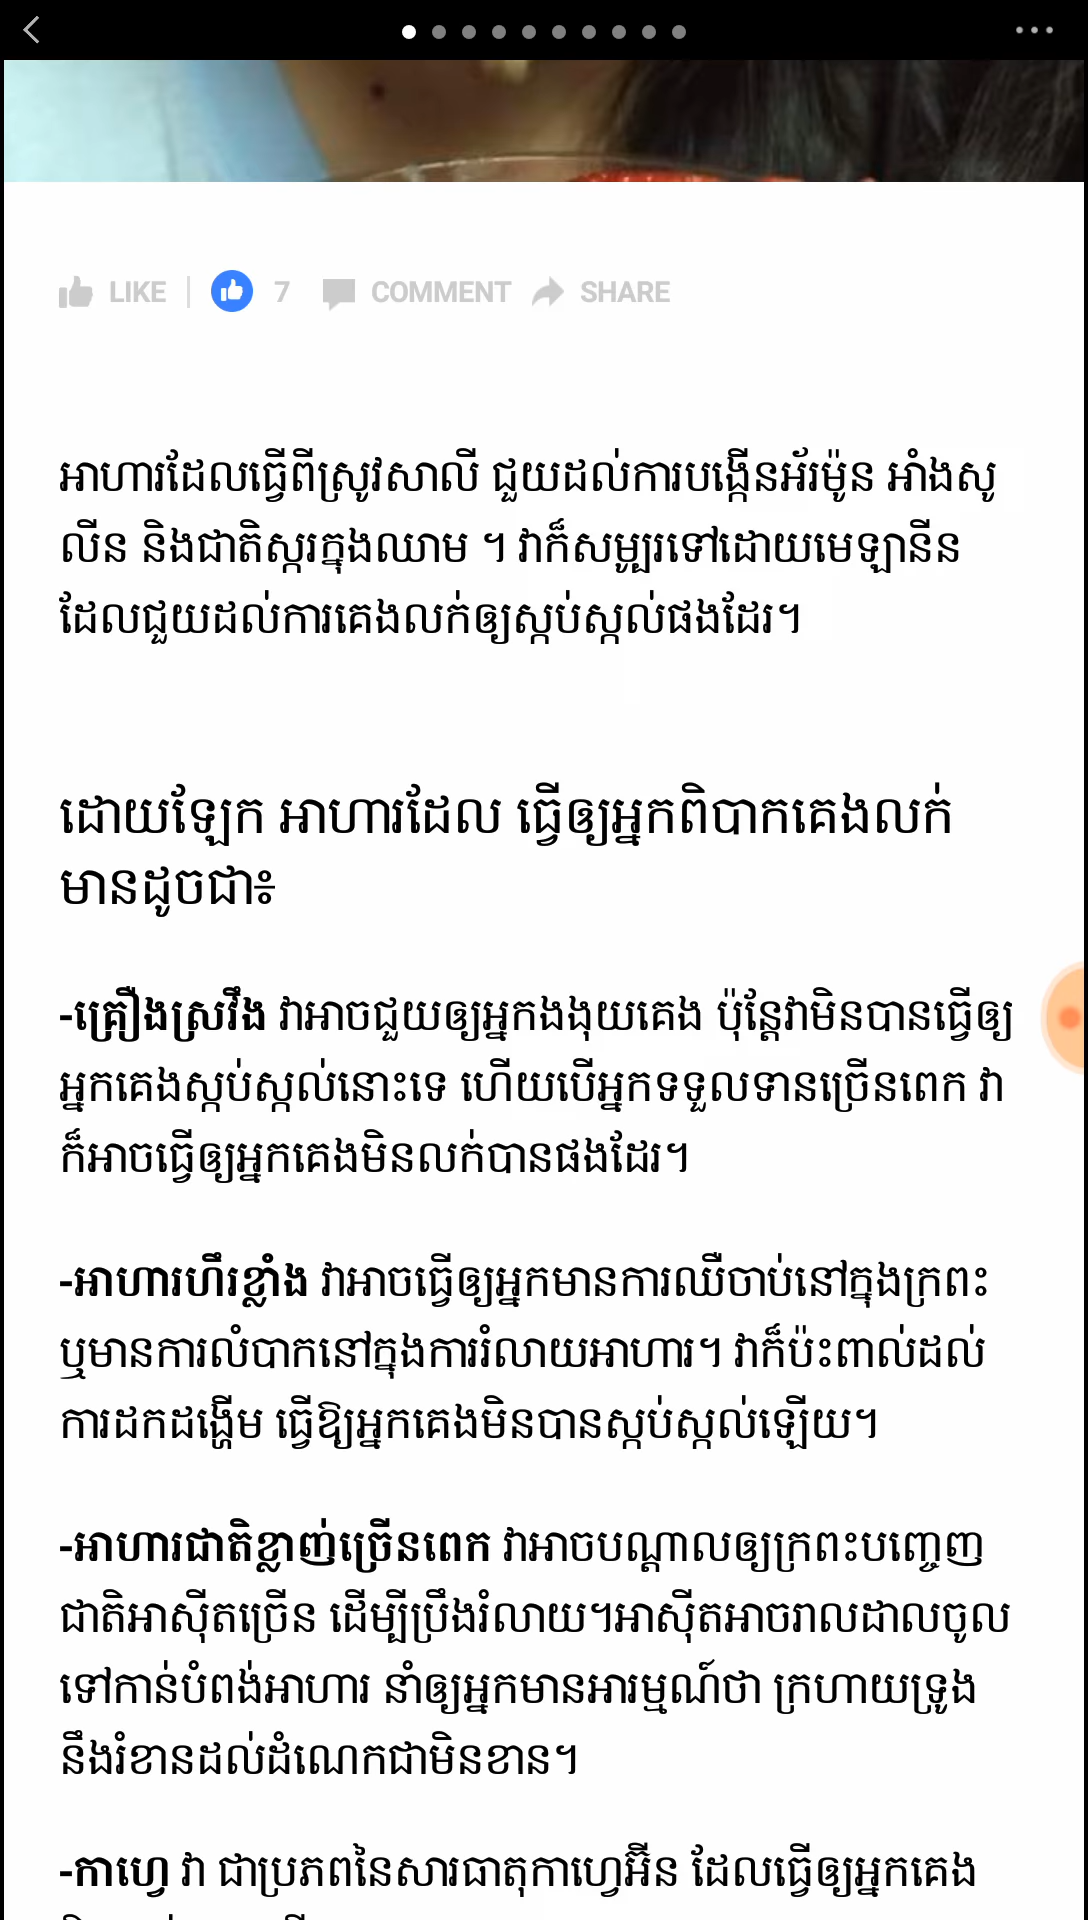 LIKE 7 COMMENT SHARE
អាហារដែលធ្វើពីស្រូវសាលី ជួយដល់ការបង្កើនអ័រម៉ូន អាំងសូ
លីន និងជាតិស្ករក្នុងឈាម ។ វាក៏សម្បូរទៅដោយមេឡានីន
ដែលជួយដល់ការគេងលក់ឲ្យស្កប់ស្កល់ផងដែរ។
ដោយឡែក អាហារដែល ធ្វើឲ្យអ្នកពិបាកគេងលក់
មានដូចជា៖
-គ្រឿងស្រវឹង វាអាចជួយឲ្យអ្នកងងុយគេង ប៉ុន្តែវាមិនបានធ្វើឲ្យ
អ្នកគេងស្កប់ស្កល់នោះទេ ហើយបើអ្នកទទួលទានច្រើនពេក វា
ក៏អាចធ្វើឲ្យអ្នកគេងមិនលក់បានផងដែរ។
-អាហារហឹរខ្លាំង វាអាចធ្វើឲ្យអ្នកមានការឈឺចាប់នៅក្នុងក្រពះ
ឬមានការលំបាកនៅក្នុងការរំលាយអាហារ។ វាក៏ប៉ះពាល់ដល់
ការដកដង្ហើម ធ្វើឱ្យអ្នកគេងមិនបានស្កប់ស្កល់ឡើយ។
-អាហារជាតិខ្លាញ់ច្រើនពេក វាអាចបណ្តាលឲ្យក្រពះបញ្ចេញ
ជាតិអាស៊ីតច្រើន ដើម្បីប្រឹងរំលាយ។អាស៊ីតអាចរាលដាលចូល
ទៅកាន់បំពង់អាហារ នាំឲ្យអ្នកមានអារម្មណ៍ថា ក្រហាយទ្រូង
នឹងរំខានដល់ដំណេកជាមិនខាន។
-កាហ្វេ វា ជាប្រភពនៃសារធាតុកាហ្វេអ៊ីន ដែលធ្វើឲ្យអ្នកគេង